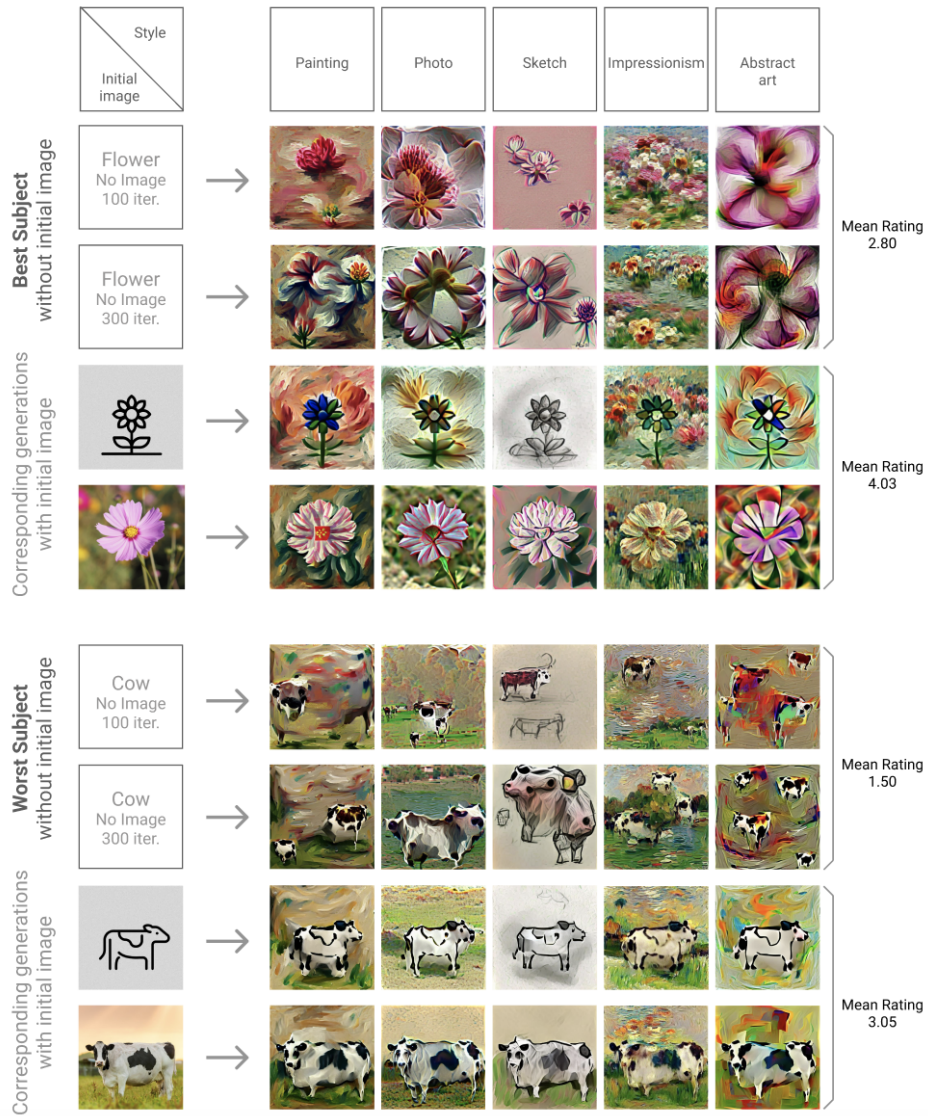 Style
Initial
image
Painting
Photo
Sketch
Impressionism
Abstract
art
Best Subject
without initial image
Flower
No Image
100 iter.
Mean Rating
2.80
Flower
No Image
300 iter.
Corresponding generations
with initial image
Mean Rating
4.03
Worst Subject
without initial image
Cow
No Image
100 iter.
Mean Rating
1.50
Cow
No Image
300 iter.
Corresponding generations
with initial image
Mean Rating
3.05